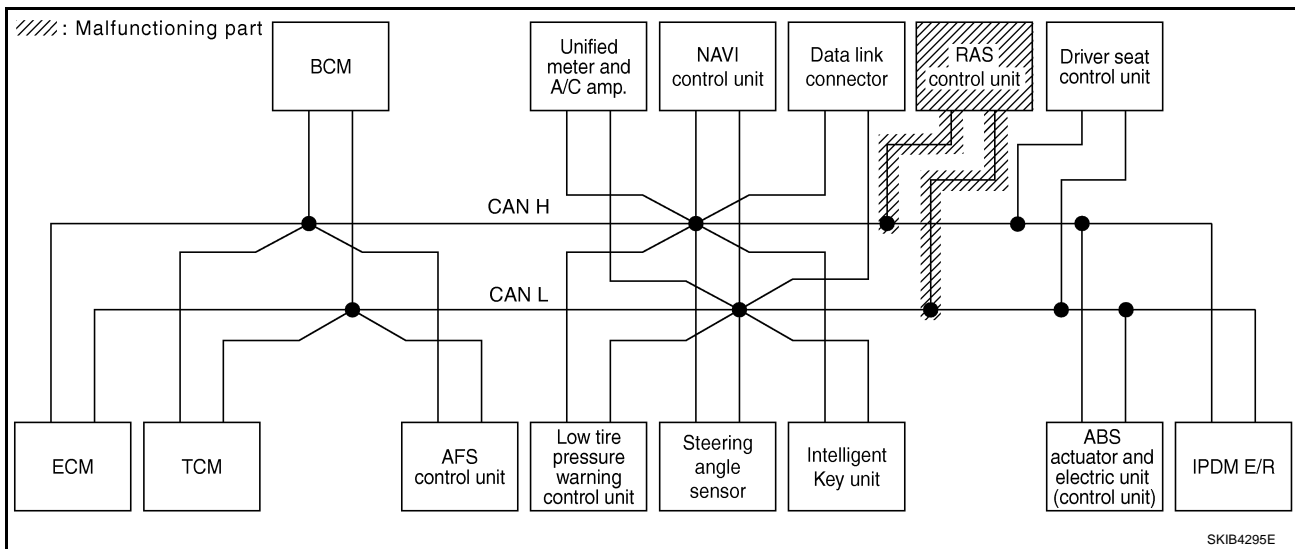 : Malfunctioning part
BCM
Unified
meter and
A/C amp.
NAVI
control unit
Data link
connector
RAS
control unit
Driver seat
control unit
CAN H
CAN L
ECM
TCM
AFS
control unit
Low tire
pressure
warning
control unit
Steering
angle
sensor
Intelligent
Key unit
ABS
actuator and
electric unit
(control unit)
IPDM E/R
SKIB4295E